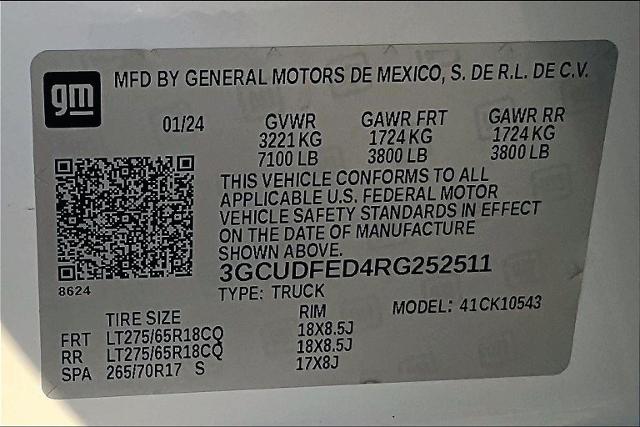 gm
MFD BY GENERAL MOTORS DE MEXICO, S. DE R.L. DE C.V.
01/24 GVWR GAWR FRT GAWR RR
3221 KG 1724 KG 1724 KG
7100 LB 3800 LB 3800 LB
THIS VEHICLE CONFORMS TO ALL
APPLICABLE U.S. FEDERAL MOTOR
VEHICLE SAFETY STANDARDS IN EFFECT
ON THE DATE OF MANUFACTURE
SHOWN ABOVE.
3GCUDFED4RG252511
8624
TYPE: TRUCK MODEL: 41CK10543
TIRE SIZE RIM
FRT LT275/65R18CQ 18X8.5J
RR LT275/65R18CQ 18X8.5J
SPA 265/70R17 S 17X8J